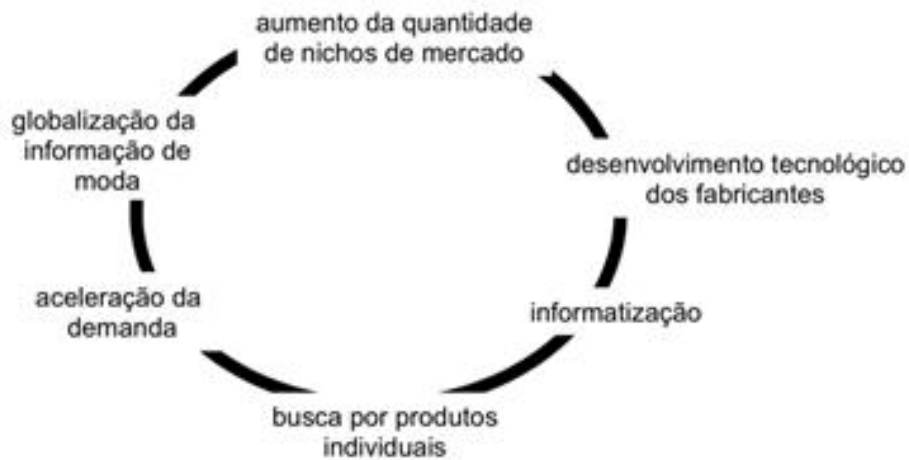 aumento da quantidade
de nichos de mercado
desenvolvimento tecnológico
dos fabricantes
informatização
busca por produtos
individuais
aceleração da
demanda
globalização da
informação de
moda